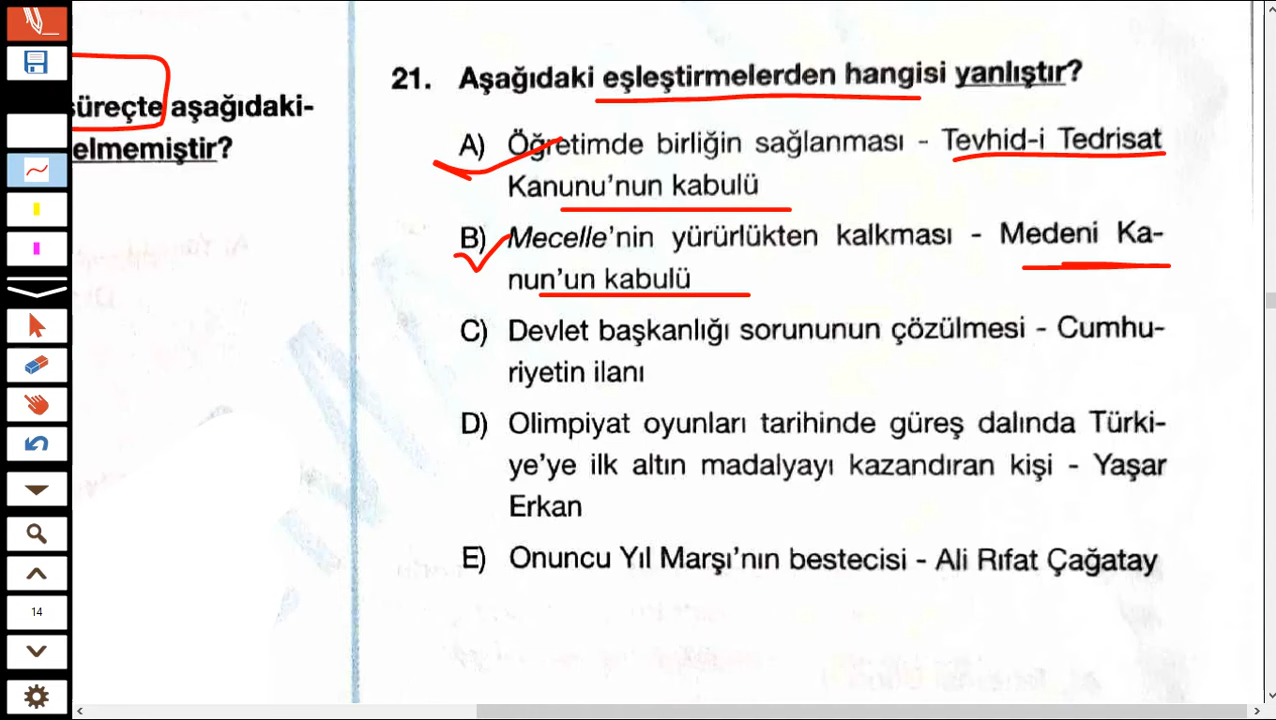 süreçte aşağıdaki-
elmemiştir?
21. Aşağıdaki eşleştirmelerden hangisi yanlıştır?
A) Öğretimde birliğin sağlanması - Tevhid-i Tedrisat
Kanunu'nun kabulü
B) Mecelle'nin yürürlükten kalkması - Medeni Ka-
nun'un kabulü
C) Devlet başkanlığı sorununun çözülmesi - Cumhu-
riyetin ilanı
D) Olimpiyat oyunları tarihinde güreş dalında Türki-
ye'ye ilk altın madalyayı kazandıran kişi - Yaşar
Erkan
E) Onuncu Yıl Marşı'nın bestecisi - Ali Rıfat Çağatay
14